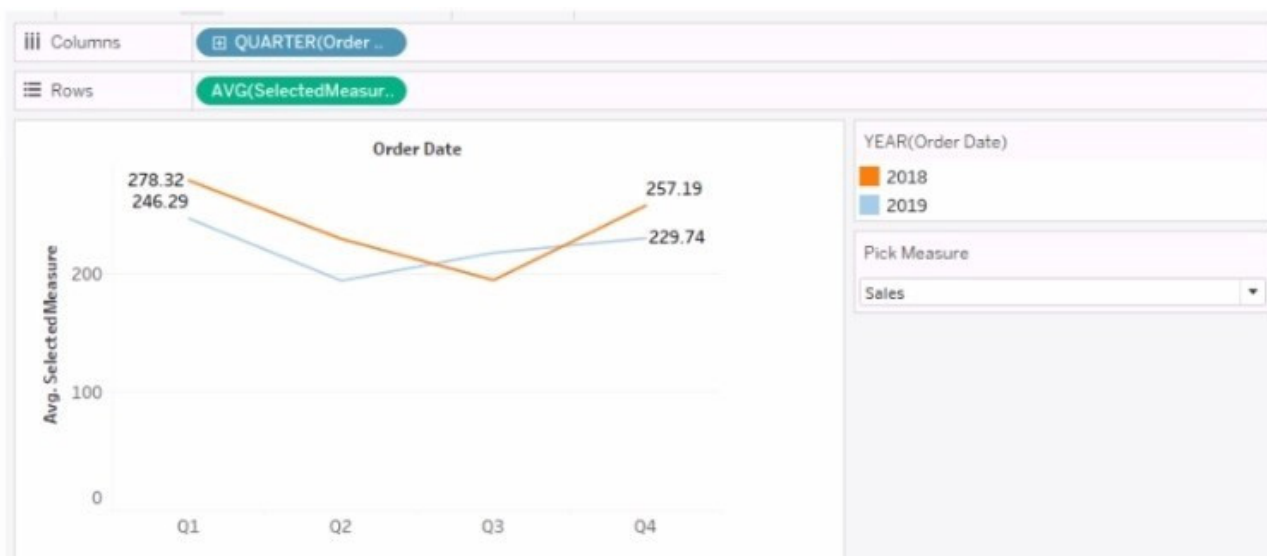 Columns
QUARTER(Order ..
Rows
AVG(SelectedMeasur..
Order Date
278.32
246.29
257.19
229.74
Avg. SelectedMeasure
200
100
0
Q1 Q2 Q3 Q4
YEAR(Order Date)
2018
2019
Pick Measure
Sales